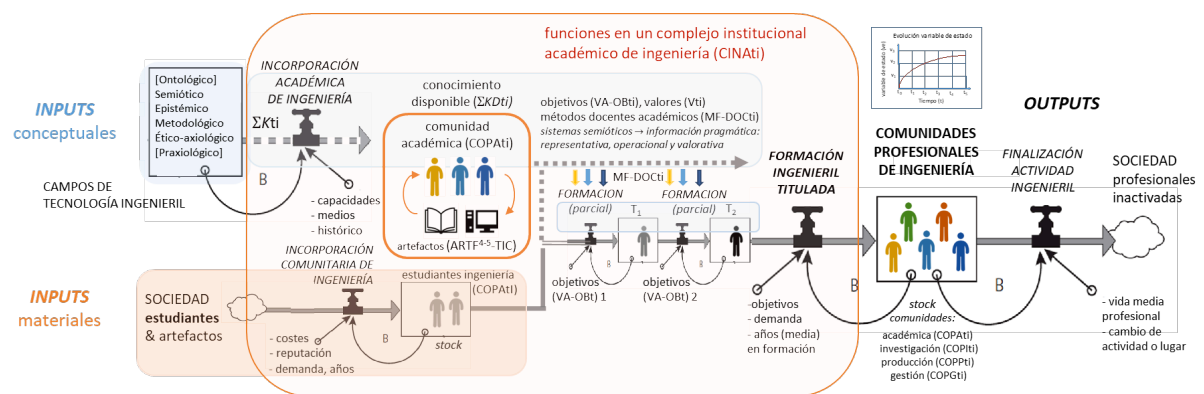 funciones en un complejo institucional
académico de ingeniería (CINAti)
INPUTS
conceptuales
[Ontológico]
Semiótico
Epistémico
Metodológico
Ético-axiológico
[Praxiológico]
CAMPOS DE
TECNOLOGÍA INGENIERIL
INCORPORACIÓN
ACADÉMICA
DE INGENIERÍA
ΣKti
B
- capacidades
- medios
- histórico
conocimiento
disponible (ΣKDti)
comunidad
académica (COPAti)
artefactos (ARTF4-5-TIC)
objetivos (VA-OBti), valores (Vti)
métodos docentes académicos (MF-DOCti)
sistemas semióticos → información pragmática:
representativa, operacional y valorativa
MF-DOCti
FORMACION
(parcial)
T1
FORMACION
(parcial)
T2
B
B
objetivos
(VA-OBt) 1
objetivos
(VA-OBt) 2
INPUTS
materiales
SOCIEDAD
estudiantes
& artefactos
INCORPORACIÓN
COMUNITARIA DE
INGENIERÍA
- costes
- reputación
- demanda, años
B
estudiantes ingeniería
(COPAtI)
stock
FORMACIÓN
INGENIERIL
TITULADA
-objetivos
- demanda
- años (media)
en formación
B
Evolución variable de estado
variable de estado (ve)
Tiempo (t)
OUTPUTS
COMUNIDADES
PROFESIONALES
DE INGENIERÍA
stock
comunidades:
académica (COPAti)
investigación (COPIti)
producción (COPPti)
gestión (COPGti)
FINALIZACIÓN
ACTIVIDAD
INGENIERIL
B
- vida media
profesional
- cambio de
actividad o lugar
SOCIEDAD
profesionales
inactivadas